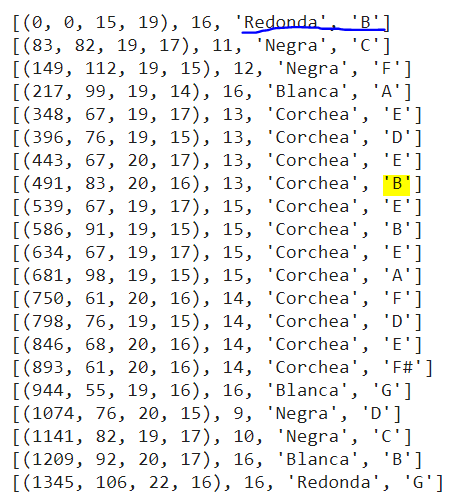 [(0, 0, 15, 19), 16, 'Redonda', 'B']
[(83, 82, 19, 17), 11, 'Negra', 'C']
[(149, 112, 19, 15), 12, 'Negra', 'F']
[(217, 99, 19, 14), 16, 'Blanca', 'A']
[(348, 67, 19, 17), 13, 'Corchea', 'E']
[(396, 76, 19, 15), 13, 'Corchea', 'D']
[(443, 67, 20, 17), 13, 'Corchea', 'E']
[(491, 83, 20, 16), 13, 'Corchea', 'B']
[(539, 67, 19, 17), 15, 'Corchea', 'E']
[(586, 91, 19, 15), 15, 'Corchea', 'B']
[(634, 67, 19, 17), 15, 'Corchea', 'E']
[(681, 98, 19, 15), 15, 'Corchea', 'A']
[(750, 61, 20, 16), 14, 'Corchea', 'F']
[(798, 76, 19, 15), 14, 'Corchea', 'D']
[(846, 68, 20, 16), 14, 'Corchea', 'E']
[(893, 61, 20, 16), 14, 'Corchea', 'F#']
[(944, 55, 19, 16), 16, 'Blanca', 'G']
[(1074, 76, 20, 15), 9, 'Negra', 'D']
[(1141, 82, 19, 17), 10, 'Negra', 'C']
[(1209, 92, 20, 17), 16, 'Blanca', 'B']
[(1345, 106, 22, 16), 16, 'Redonda', 'G']